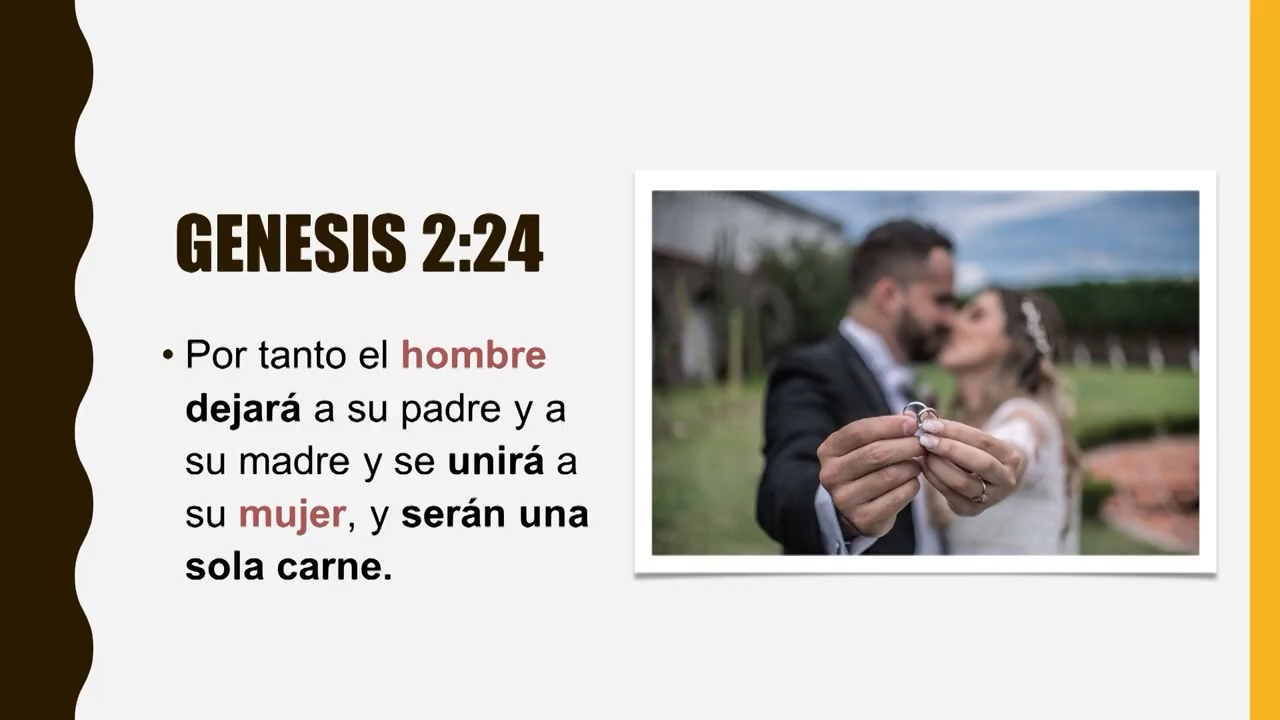 GENESIS 2:24
• Por tanto el hombre
dejará a su padre y a
su madre y se unirá a
su mujer, y serán una
sola carne.